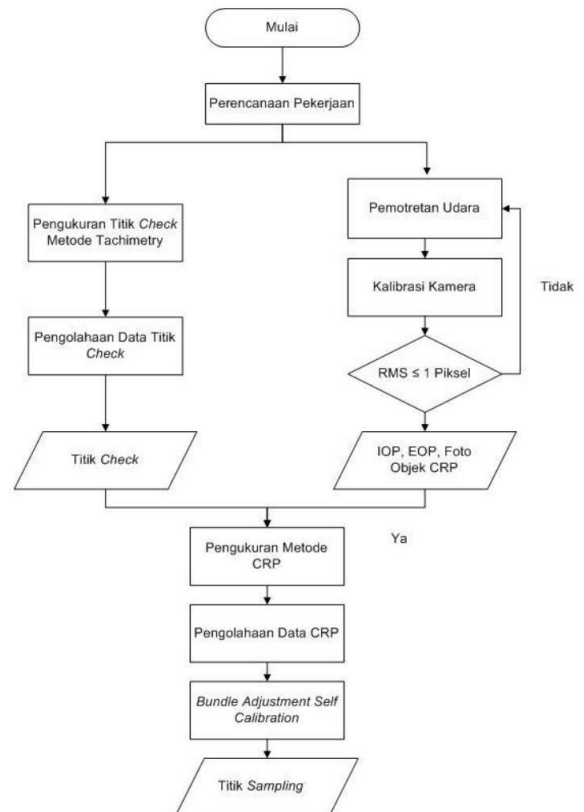 Mulai
Perencanaan Pekerjaan
Pengukuran Titik Check
Metode Tachimetry
Pengolahaan Data Titik
Check
Titik Check
Pemotretan Udara
Kalibrasi Kamera
Tidak
RMS ≤ 1 Piksel
IOP, EOP, Foto
Objek CRP
Ya
Pengukuran Metode
CRP
Pengolahaan Data CRP
Bundle Adjustment Self
Calibration
Titik Sampling